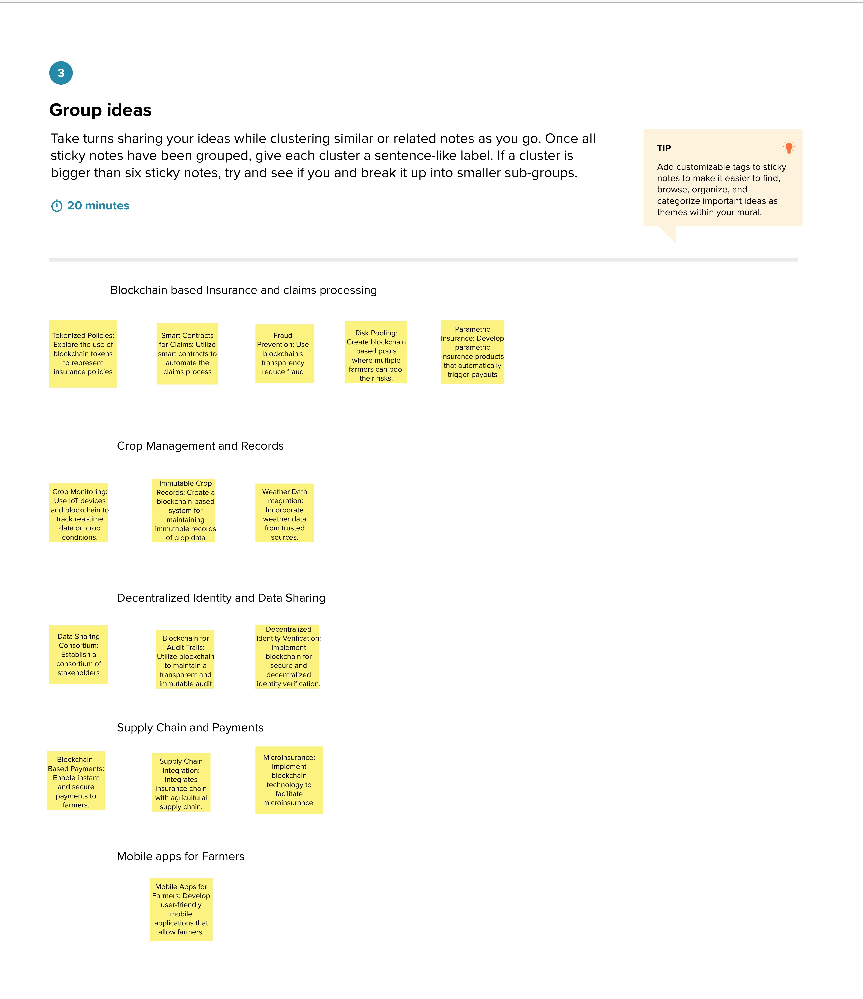 3
Group ideas
Take turns sharing your ideas while clustering similar or related notes as you go. Once all
sticky notes have been grouped, give each cluster a sentence-like label. If a cluster is
bigger than six sticky notes, try and see if you and break it up into smaller sub-groups.
20 minutes
TIP
Add customizable tags to sticky
notes to make it easier to find,
browse, organize, and
categorize important ideas as
themes within your mural.
Blockchain based Insurance and claims processing
Tokenized Policies:
Explore the use of
blockchain tokens
to represent
insurance policies
Smart Contracts
for Claims: Utilize
smart contracts to
automate the
claims process
Fraud
Prevention: Use
blockchain's
transparency
reduce fraud
Risk Pooling:
Create blockchain
based pools
where multiple
farmers can pool
their risks.
Parametric
Insurance: Develop
parametric
insurance products
that automatically
trigger payouts
Crop Management and Records
Crop Monitoring:
Use IoT devices
and blockchain to
track real-time
data on crop
conditions.
Immutable Crop
Records: Create a
blockchain-based
system for
maintaining
immutable records
of crop data
Weather Data
Integration:
Incorporate
weather data
from trusted
sources.
Decentralized Identity and Data Sharing
Data Sharing
Consortium:
Establish a
consortium of
stakeholders
Blockchain for
Audit Trails:
Utilize blockchain
to maintain a
transparent and
immutable audit
Decentralized
Identity Verification:
Implement
blockchain for
secure and
decentralized
identity verification.
Supply Chain and Payments
Blockchain-
Based Payments:
Enable instant
and secure
payments to
farmers.
Supply Chain
Integration:
Integrates
insurance chain
with agricultural
supply chain.
Microinsurance:
Implement
blockchain
technology to
facilitate
microinsurance
Mobile apps for Farmers
Mobile Apps for
Farmers: Develop
user-friendly
mobile
applications that
allow farmers.